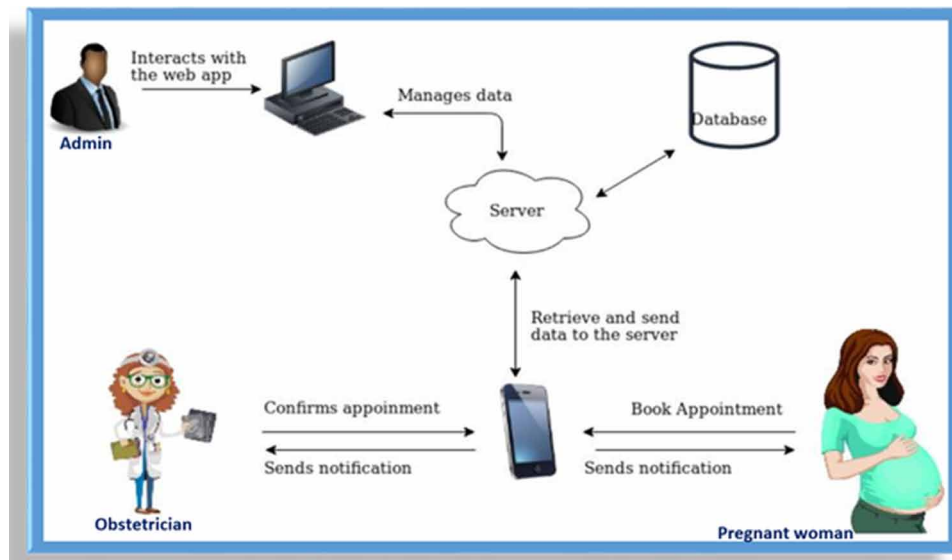 Interacts with
the web app
Admin
Manages data
Database
Server
Retrieve and send
data to the server
Confirms appoinment
Sends notification
Book Appointment
Sends notification
Obstetrician
Pregnant woman